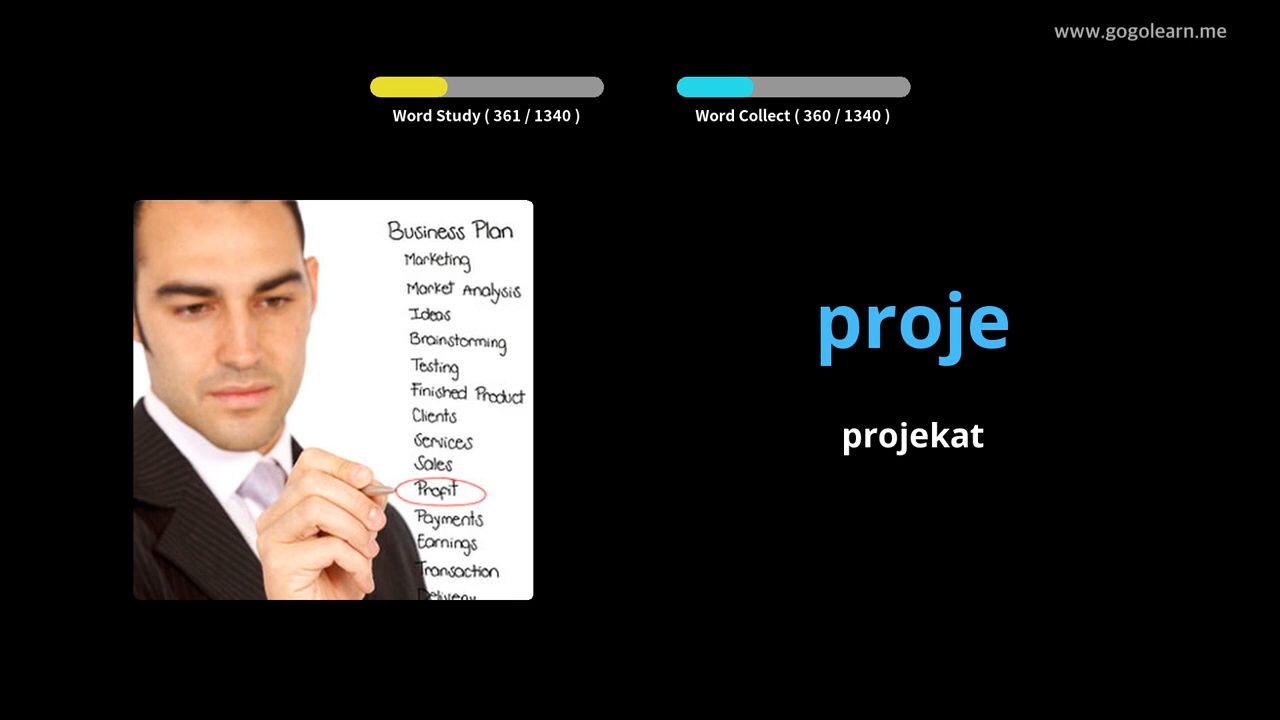 www.gogolearn.me
Word Study ( 361 / 1340 )
Word Collect ( 360 / 1340 )
Business Plan
Marketing
Market Analysis
Ideas
Brainstorming
Testing
Finished Product
Clients
Services
Sales
Profit
Payments
Earnings
Transaction
Delivery
proje
projekat